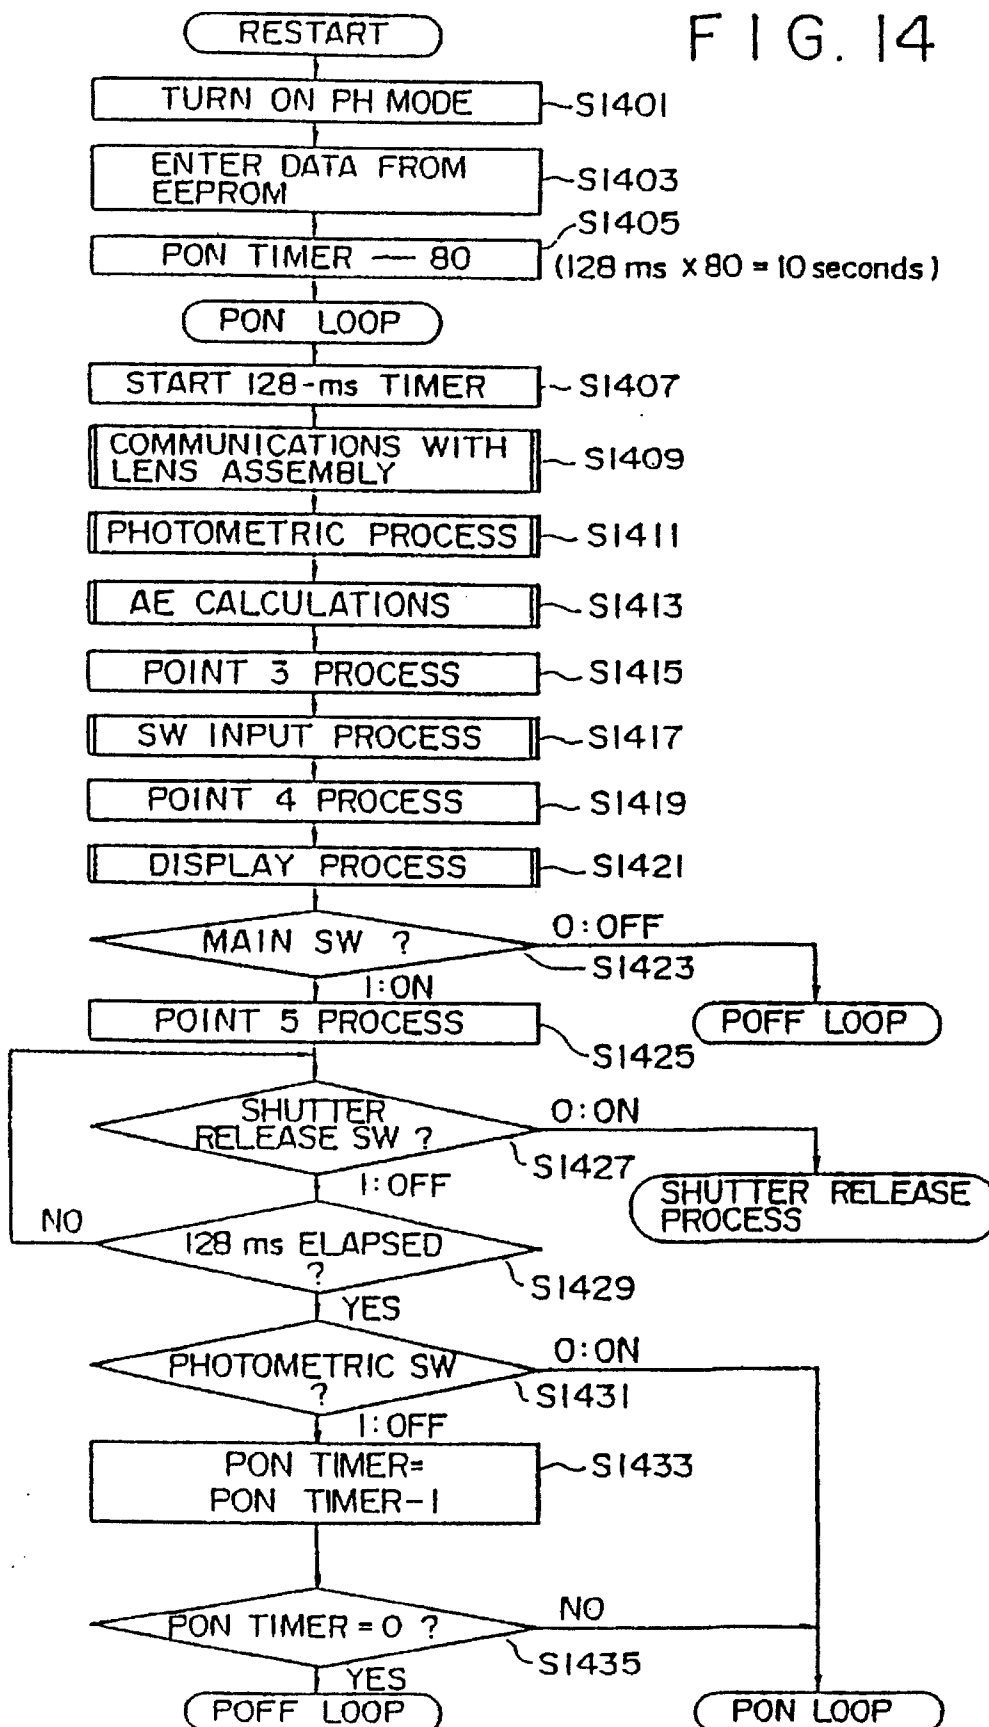 FIG. 14
RESTART
TURN ON PH MODE
S1401
ENTER DATA FROM
EEPROM
S1403
PON TIMER — 80
S1405
(128 ms x 80 = 10 seconds)
PON LOOP
START 128-ms TIMER
S1407
COMMUNICATIONS WITH
LENS ASSEMBLY
S1409
PHOTOMETRIC PROCESS
S1411
AE CALCULATIONS
S1413
POINT 3 PROCESS
S1415
SW INPUT PROCESS
S1417
POINT 4 PROCESS
S1419
DISPLAY PROCESS
S1421
MAIN SW ?
0:OFF
S1423
1:ON
POFF LOOP
POINT 5 PROCESS
S1425
SHUTTER
RELEASE SW ?
0:ON
S1427
1:OFF
SHUTTER RELEASE
PROCESS
NO
128 ms ELAPSED
?
S1429
YES
PHOTOMETRIC SW
?
0:ON
S1431
1:OFF
PON TIMER=
PON TIMER-1
S1433
PON TIMER = 0 ?
NO
S1435
YES
POFF LOOP
PON LOOP